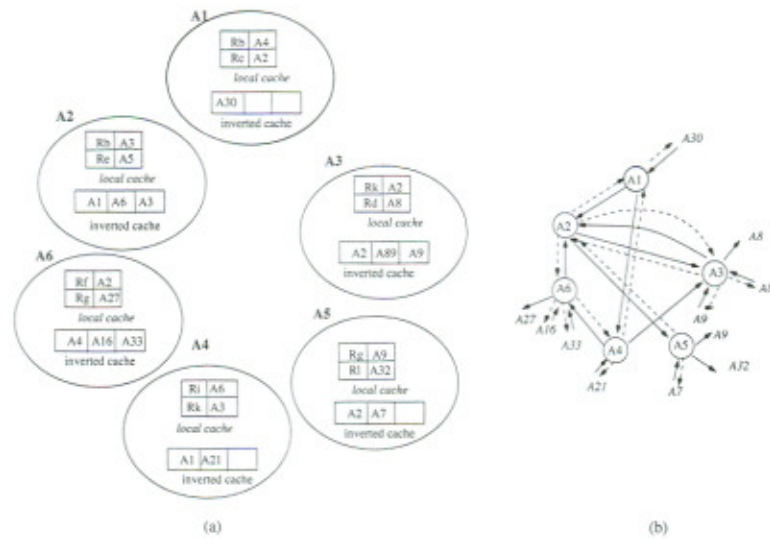 A1
Rb A4
Rc A2
local cache
A30
inverted cache
A2
Rb A3
Re A5
local cache
A1 A6 A3
inverted cache
A3
Rk A2
Rd A8
local cache
A2 A89 A9
inverted cache
A6
Rf A2
Rg A27
local cache
A4 A16 A33
inverted cache
A5
Rg A9
Rl A32
local cache
A2 A7
inverted cache
A4
Ri A6
Rk A3
local cache
A1 A21
inverted cache
(a)
A30
A1
A2
A8
A3
A6
A9
A27
A16
A33
A4
A5
A9
A21
A7
A32
(b)